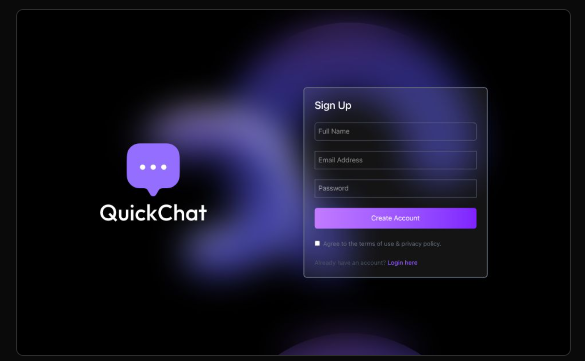 QuickChat
Sign Up
Full Name
Email Address
Password
Create Account
Agree to the terms of use & privacy policy.
Already have an account? Login here